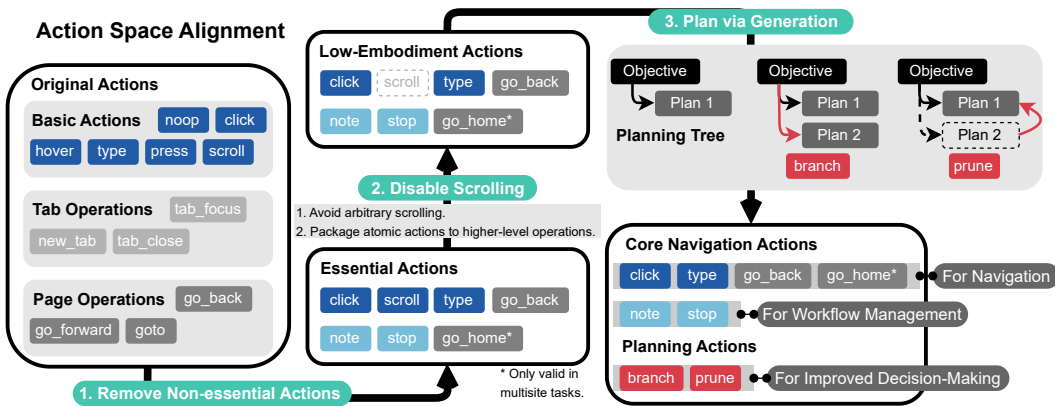 Action Space Alignment
Original Actions
Basic Actions noop click
hover type press scroll
Tab Operations tab_focus
new_tab tab_close
Page Operations go_back
go_forward goto
1. Remove Non-essential Actions
Essential Actions
click scroll type go_back
note stop go_home*
* Only valid in
multisite tasks.
2. Disable Scrolling
1. Avoid arbitrary scrolling.
2. Package atomic actions to higher-level operations.
Low-Embodiment Actions
click scroll type go_back
note stop go_home*
3. Plan via Generation
Objective Objective Objective
Plan 1 Plan 1 Plan 1
Planning Tree Plan 2 Plan 2
branch prune
Core Navigation Actions
click type go_back go_home* For Navigation
note stop For Workflow Management
Planning Actions
branch prune For Improved Decision-Making